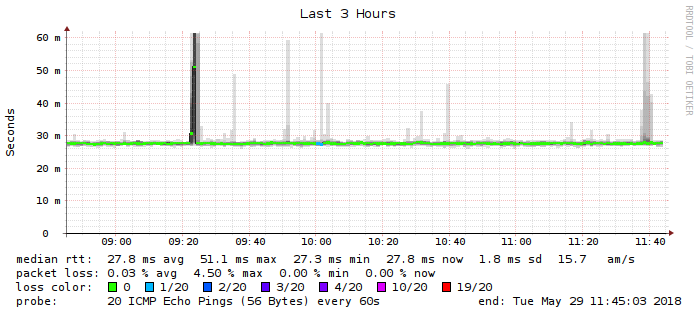 Last 3 Hours
RRDTOOL / TOBI OETIKER
Seconds
60 m
50 m
40 m
30 m
20 m
10 m
0
09:00 09:20 09:40 10:00 10:20 10:40 11:00 11:20 11:40
median rtt: 27.8 ms avg 51.1 ms max 27.3 ms min 27.8 ms now 1.8 ms sd 15.7 am/s
packet loss: 0.03 % avg 4.50 % max 0.00 % min 0.00 % now
loss color: 0 1/20 2/20 3/20 4/20 10/20 19/20
probe: 20 ICMP Echo Pings (56 Bytes) every 60s end: Tue May 29 11:45:03 2018